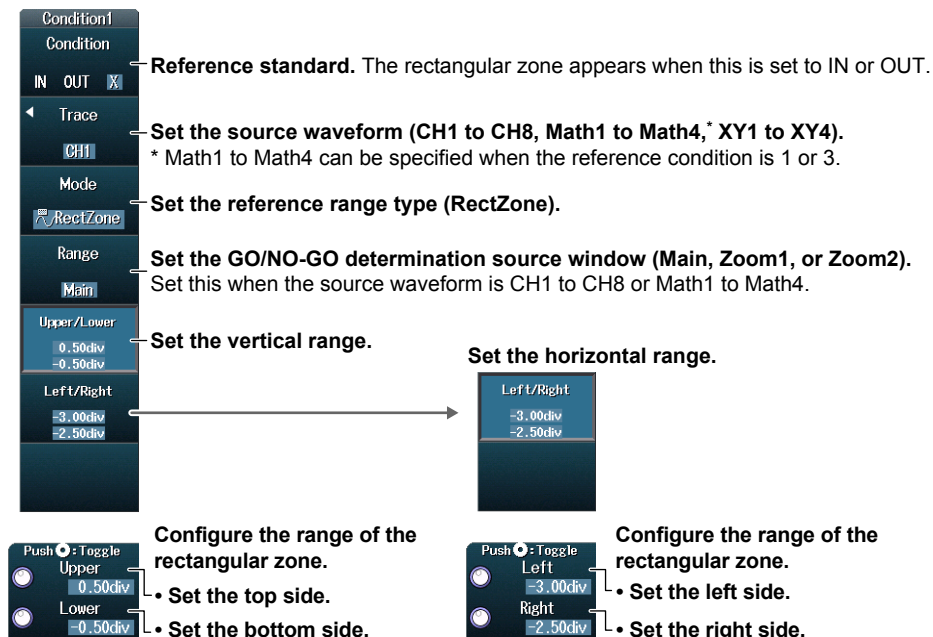 Condition1
Condition
IN OUT X
Reference standard. The rectangular zone appears when this is set to IN or OUT.
Trace
CH1
Set the source waveform (CH1 to CH8, Math1 to Math4,* XY1 to XY4).
* Math1 to Math4 can be specified when the reference condition is 1 or 3.
Mode
RectZone
Set the reference range type (RectZone).
Range
Main
Set the GO/NO-GO determination source window (Main, Zoom1, or Zoom2).
Set this when the source waveform is CH1 to CH8 or Math1 to Math4.
Upper/Lower
0.50div
-0.50div
Set the vertical range.
Left/Right
-3.00div
-2.50div
Set the horizontal range.
Left/Right
-3.00div
-2.50div
Push :Toggle
Upper
0.50div
Lower
-0.50div
Configure the range of the
rectangular zone.
• Set the top side.
• Set the bottom side.
Push :Toggle
Left
-3.00div
Right
-2.50div
Configure the range of the
rectangular zone.
• Set the left side.
• Set the right side.